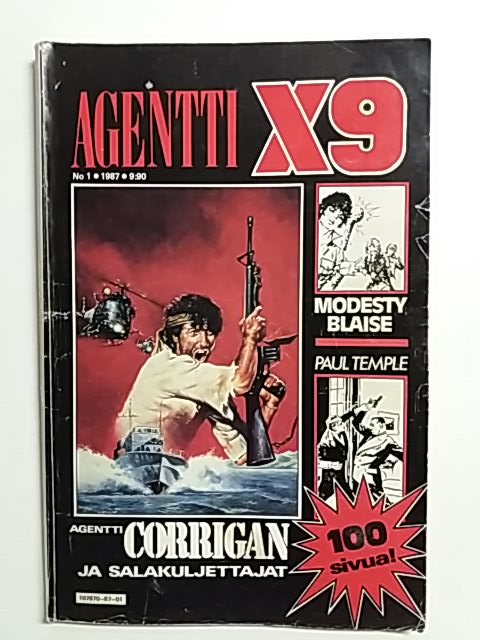 AGENTTI X9
No 1 • 1987 • 9:90
MODESTY
BLAISE
PAUL TEMPLE
AGENTTI CORRIGAN
JA SALAKULJETTAJAT
100
sivua!
107870-87-01